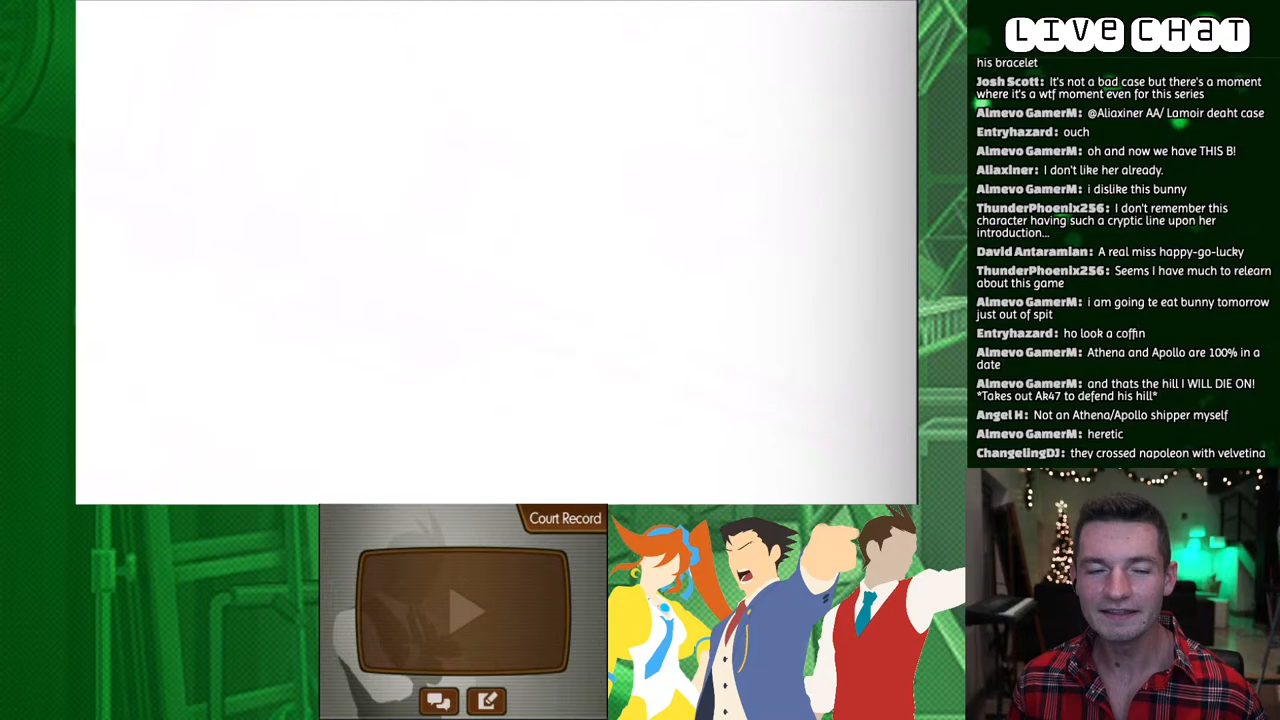 LIVE CHAT
his bracelet
Josh Scott: It's not a bad case but there's a moment
where it's a wtf moment even for this series
Almevo GamerM: @Aliaxiner AA/ Lamoir deaht case
Entryhazard: ouch
Almevo GamerM: oh and now we have THIS B!
Aliaxiner: I don't like her already.
Almevo GamerM: i dislike this bunny
ThunderPhoenix256: I don't remember this
character having such a cryptic line upon her
introduction...
David Antaramian: A real miss happy-go-lucky
ThunderPhoenix256: Seems I have much to relearn
about this game
Almevo GamerM: i am going te eat bunny tomorrow
just out of spit
Entryhazard: ho look a coffin
Almevo GamerM: Athena and Apollo are 100% in a
date
Almevo GamerM: and thats the hill I WILL DIE ON!
*Takes out Ak47 to defend his hill*
Angel H: Not an Athena/Apollo shipper myself
Almevo GamerM: heretic
ChangelingDJ: they crossed napoleon with velvetina
Court Record